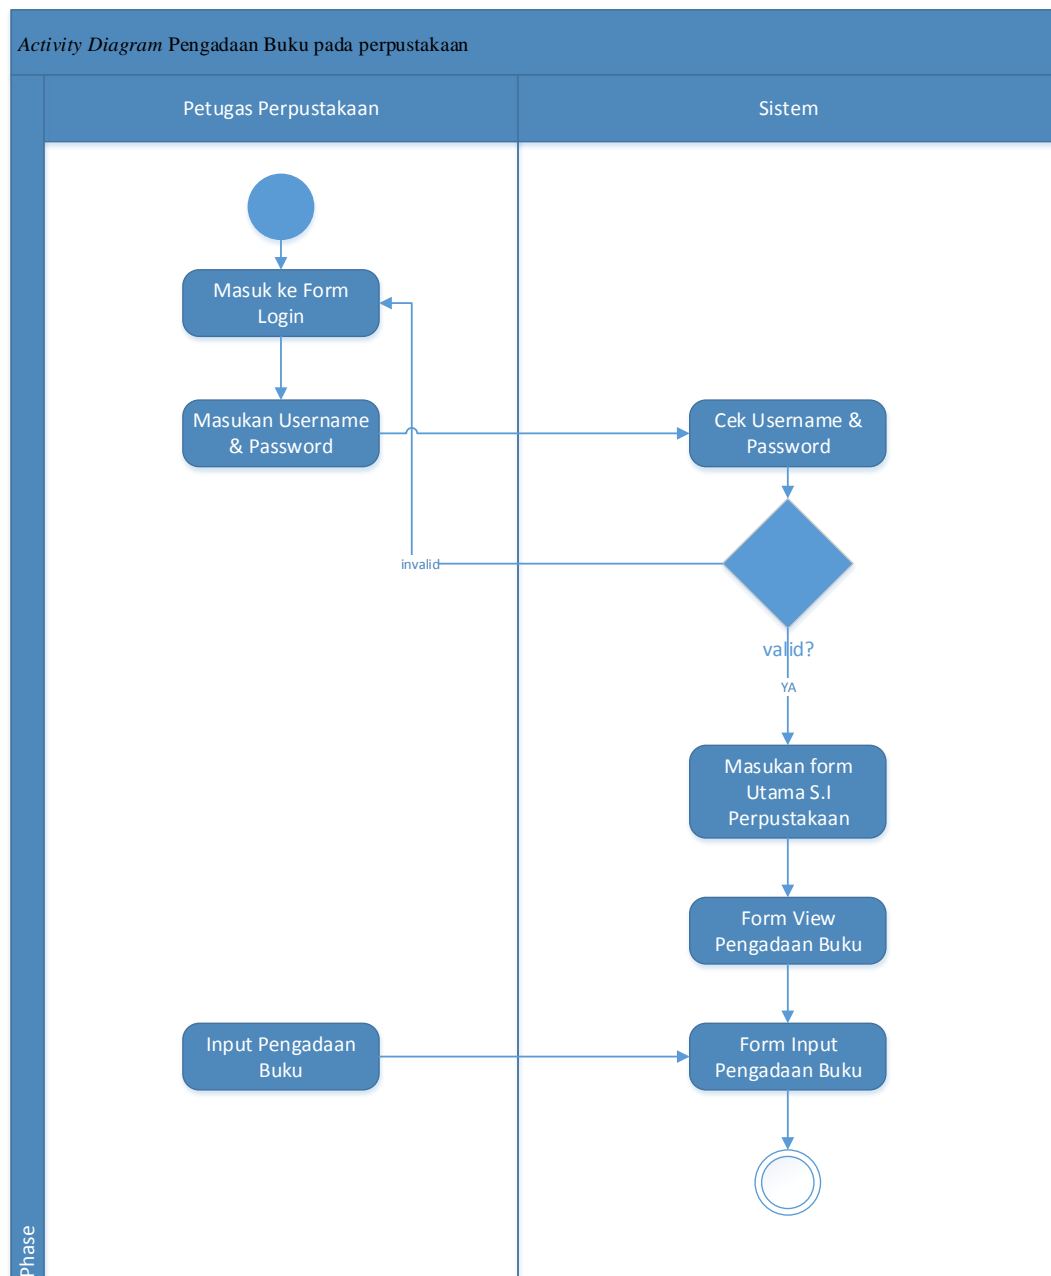 Activity Diagram Pengadaan Buku pada perpustakaan
Petugas Perpustakaan
Sistem
Masuk ke Form
Login
Masukan Username
& Password
Cek Username &
Password
invalid
valid?
YA
Masukan form
Utama S.I
Perpustakaan
Form View
Pengadaan Buku
Input Pengadaan
Buku
Form Input
Pengadaan Buku
Phase